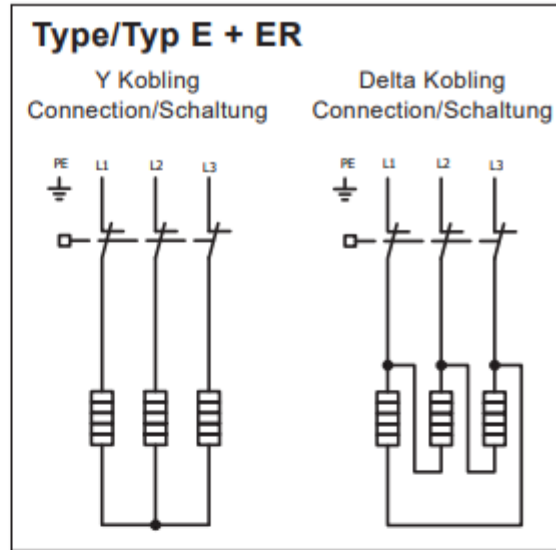 Type/Typ E + ER
Y Kobling
Connection/Schaltung
PE L1 L2 L3
Delta Kobling
Connection/Schaltung
PE L1 L2 L3